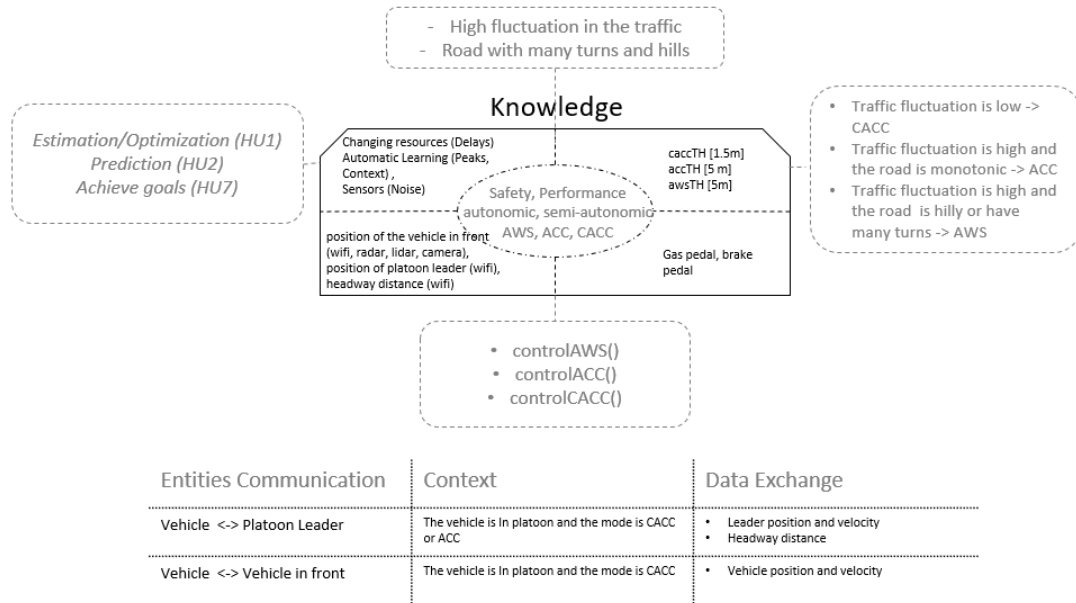 - High fluctuation in the traffic
- Road with many turns and hills
Knowledge
Estimation/Optimization (HU1)
Prediction (HU2)
Achieve goals (HU7)
Changing resources (Delays)
Automatic Learning (Peaks,
Context) ,
Sensors (Noise)
caccTH [1.5m]
accTH [5 m]
awsTH [5m]
Safety, Performance
autonomic, semi-autonomic
AWS, ACC, CACC
position of the vehicle in front
(wifi, radar, lidar, camera),
position of platoon leader (wifi),
headway distance (wifi)
Gas pedal, brake
pedal
• Traffic fluctuation is low ->
CACC
• Traffic fluctuation is high and
the road is monotonic -> ACC
• Traffic fluctuation is high and
the road is hilly or have
many turns -> AWS
• controlAWS()
• controlACC()
• controlCACC()
Entities Communication
Context
Data Exchange
Vehicle <-> Platoon Leader
The vehicle is In platoon and the mode is CACC
or ACC
• Leader position and velocity
• Headway distance
Vehicle <-> Vehicle in front
The vehicle is In platoon and the mode is CACC
• Vehicle position and velocity